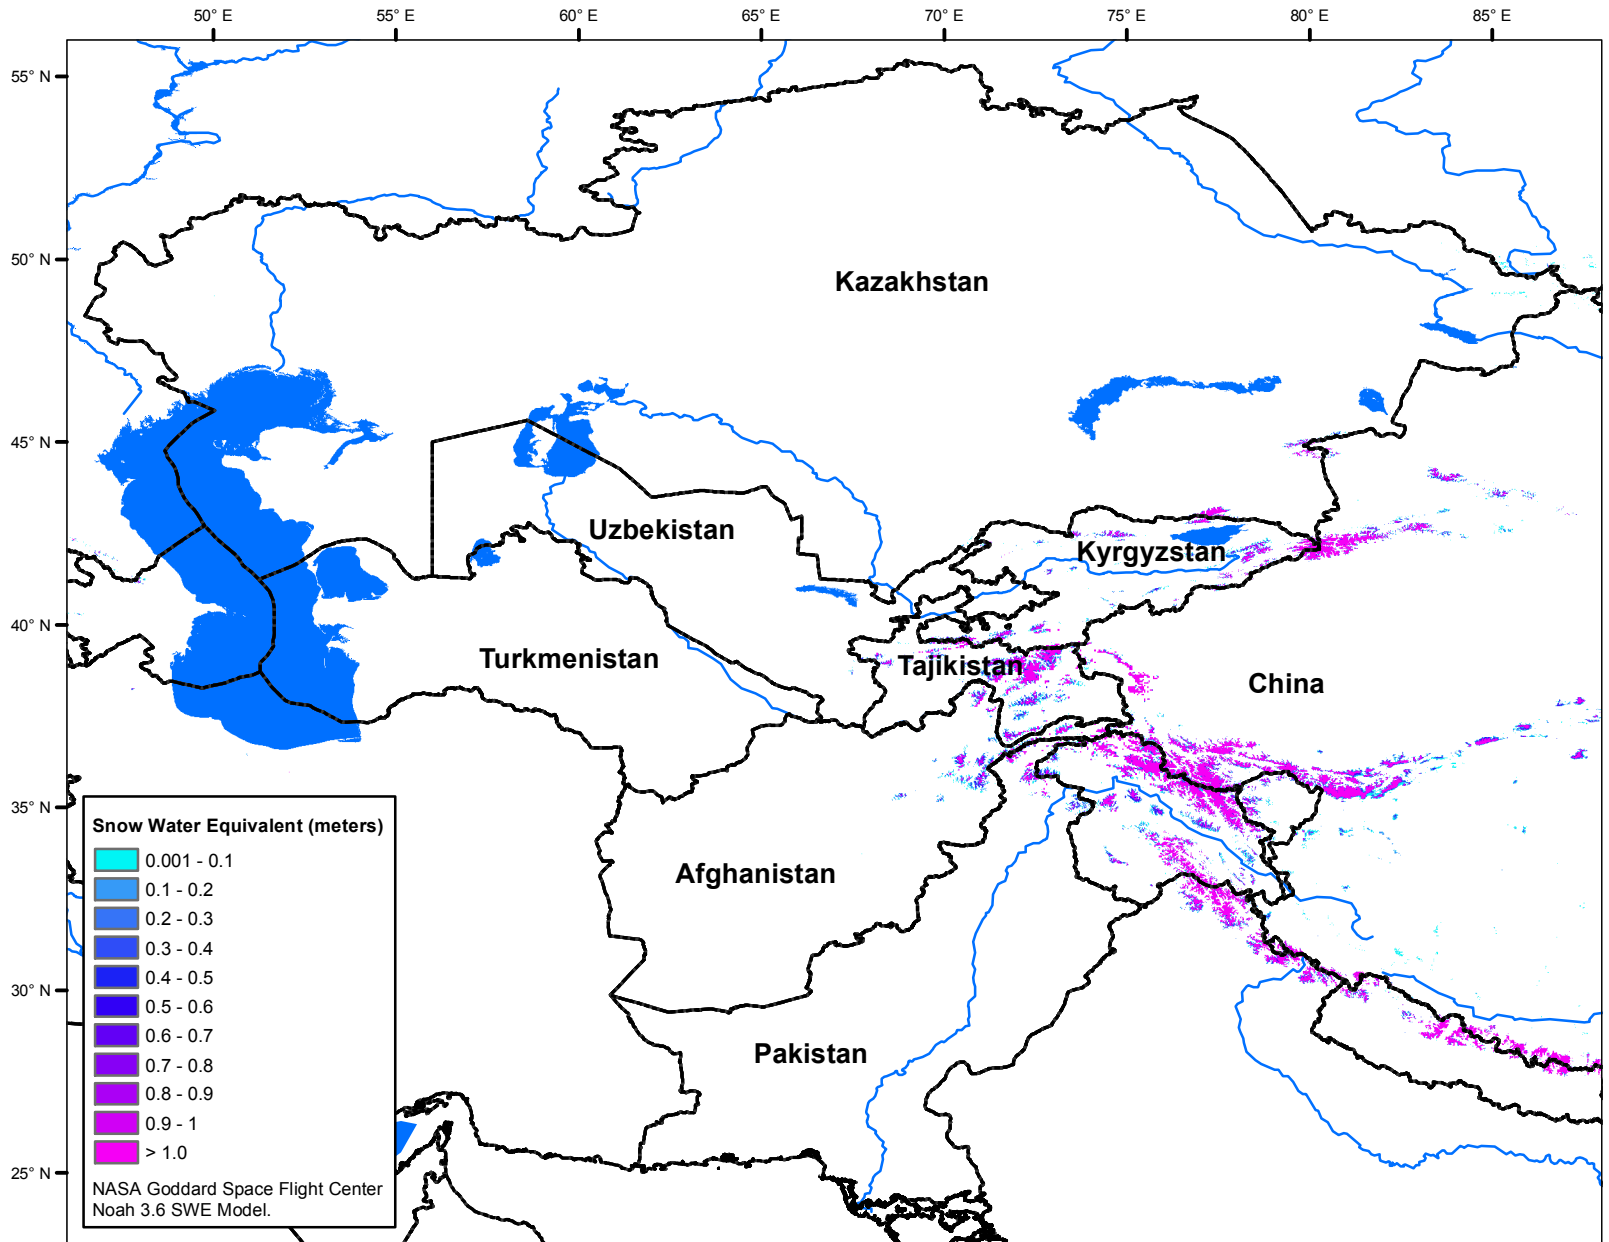 50° E 55° E 60° E 65° E 70° E 75° E 80° E 85° E
55° N
50° N
Kazakhstan
45° N
Uzbekistan
Kyrgyzstan
40° N
Turkmenistan
Tajikistan
China
35° N
Snow Water Equivalent (meters)
0.001 - 0.1
0.1 - 0.2
0.2 - 0.3
0.3 - 0.4
0.4 - 0.5
0.5 - 0.6
0.6 - 0.7
0.7 - 0.8
0.8 - 0.9
0.9 - 1
> 1.0
NASA Goddard Space Flight Center
Noah 3.6 SWE Model.
Afghanistan
30° N
Pakistan
25° N